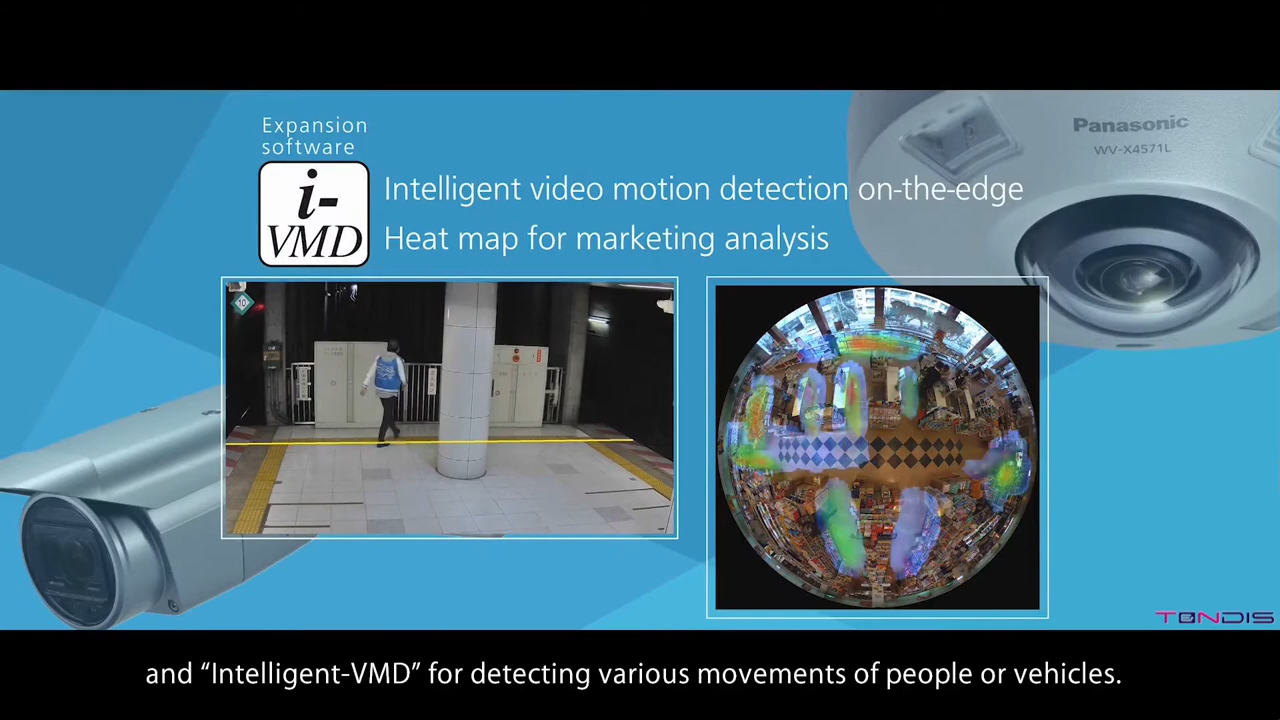 Expansion
software
i-
VMD
Intelligent video motion detection on-the-edge
Heat map for marketing analysis
Panasonic
WV-X4571L
10
TONDIS
and “Intelligent-VMD” for detecting various movements of people or vehicles.